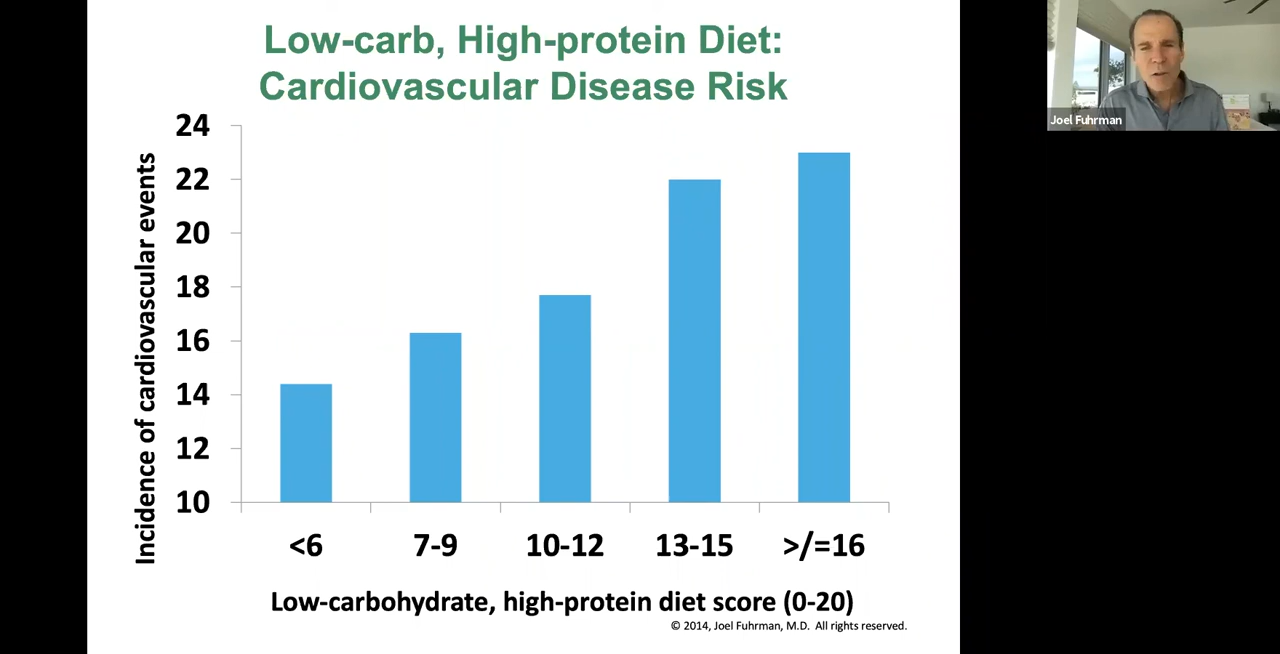 Low-carb, High-protein Diet:
Cardiovascular Disease Risk
Joel Fuhrman
Incidence of cardiovascular events
24
22
20
18
16
14
12
10
<6
7-9
10-12
13-15
>/=16
Low-carbohydrate, high-protein diet score (0-20)
© 2014, Joel Fuhrman, M.D. All rights reserved.